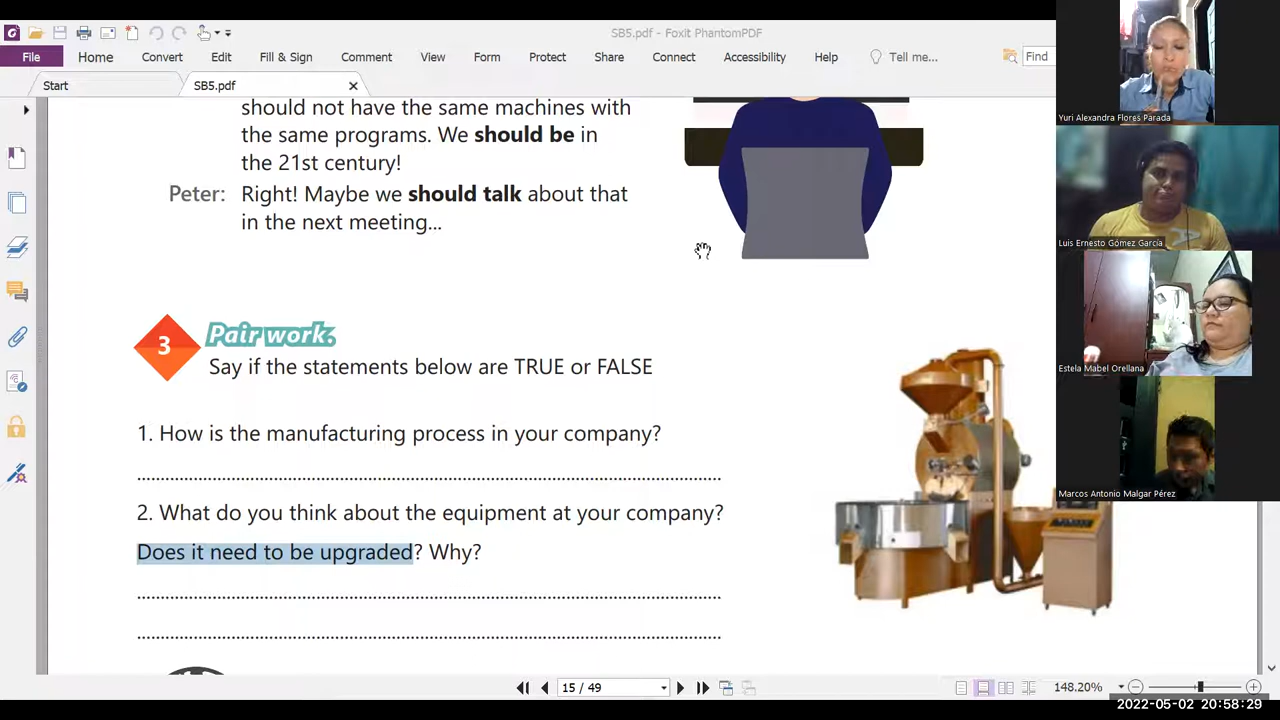 SB5.pdf - Foxit PhantomPDF
File Home Convert Edit Fill & Sign Comment View Form Protect Share Connect Accessibility Help Tell me... Find
Start SB5.pdf
should not have the same machines with
the same programs. We should be in
the 21st century!
Peter: Right! Maybe we should talk about that
in the next meeting...
3 Pair work.
Say if the statements below are TRUE or FALSE
1. How is the manufacturing process in your company?
2. What do you think about the equipment at your company?
Does it need to be upgraded? Why?
15 / 49
148.20%
Yuri Alexandra Flores Parada
Luis Ernesto Gómez García
Estela Mabel Orellana
Marcos Antonio Malgar Pérez
2022-05-02 20:58:29